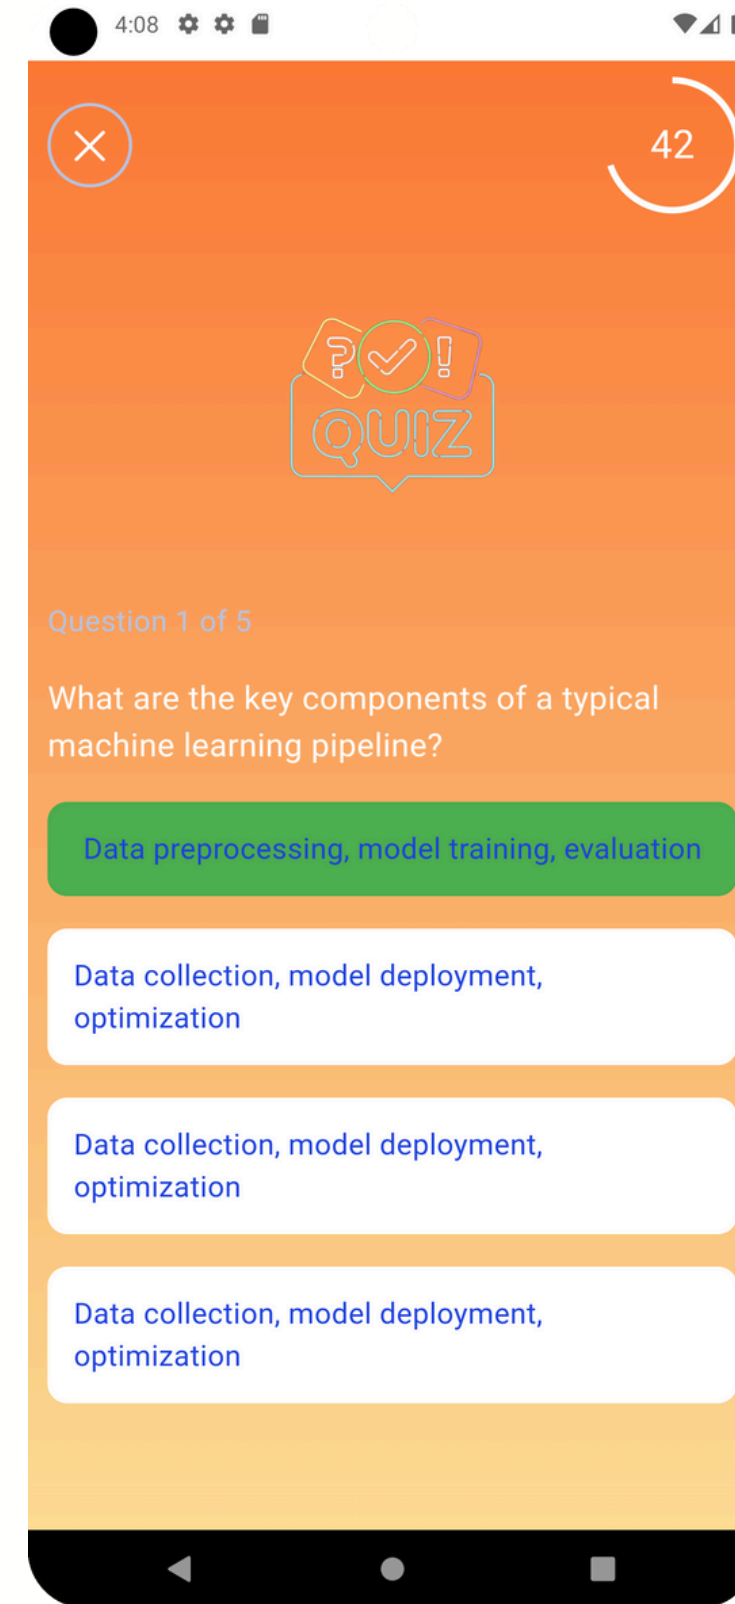 4:08
42
? !
QUIZ
Question 1 of 5
What are the key components of a typical
machine learning pipeline?
Data preprocessing, model training, evaluation
Data collection, model deployment,
optimization
Data collection, model deployment,
optimization
Data collection, model deployment,
optimization